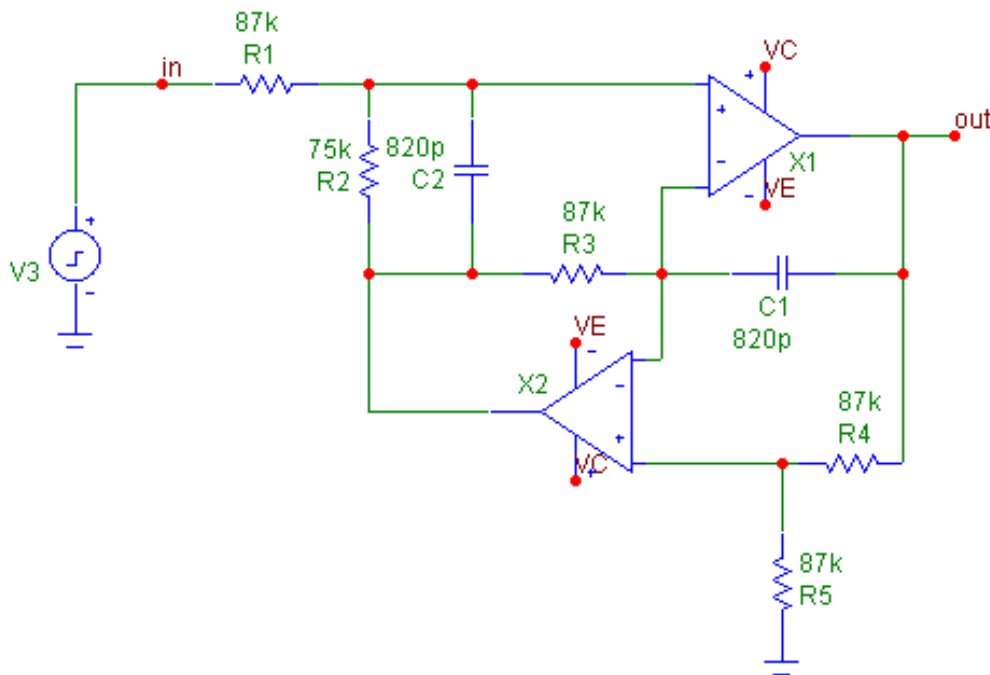 87k
R1
in
VC
+
+
-
X1
out
-
VE
75k
R2
820p
C2
87k
R3
V3
+
-
C1
820p
VE
-
X2
-
+
VC
+
87k
R4
87k
R5